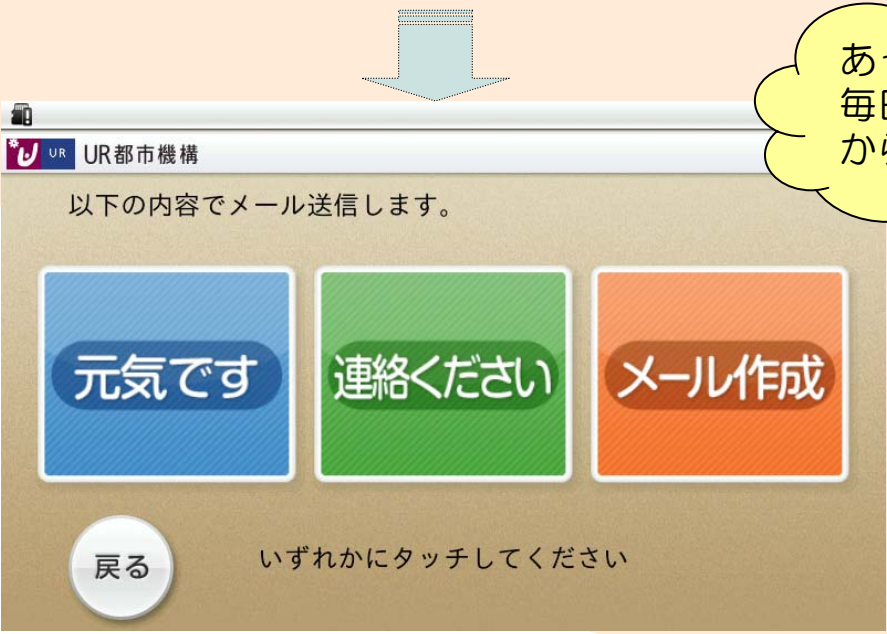 あ
毎
から
UR UR都市機構
以下の内容でメール送信します。
元気です
連絡ください
メール作成
戻る
いずれかにタッチしてください